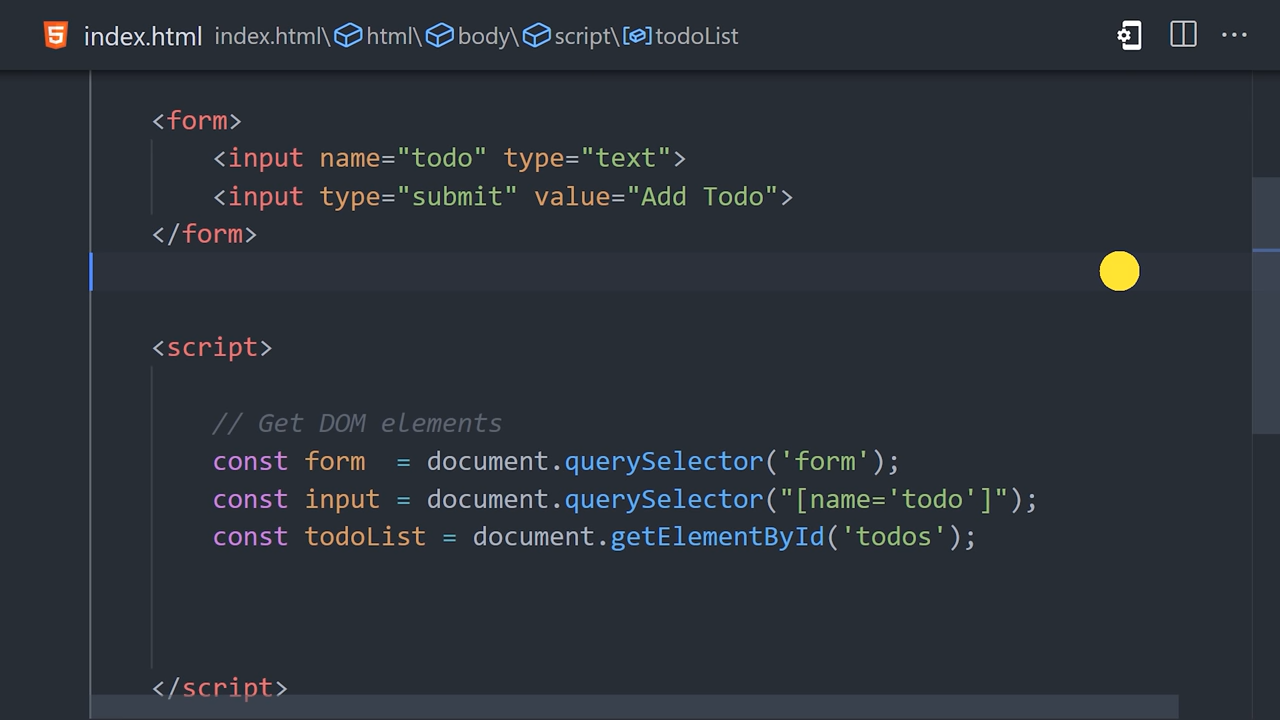 5 index.html index.html\html\body\script\todoList ...
<form>
<input name="todo" type="text">
<input type="submit" value="Add Todo">
</form>
<script>
// Get DOM elements
const form  = document.querySelector('form');
const input = document.querySelector("[name='todo']");
const todoList = document.getElementById('todos');
</script>